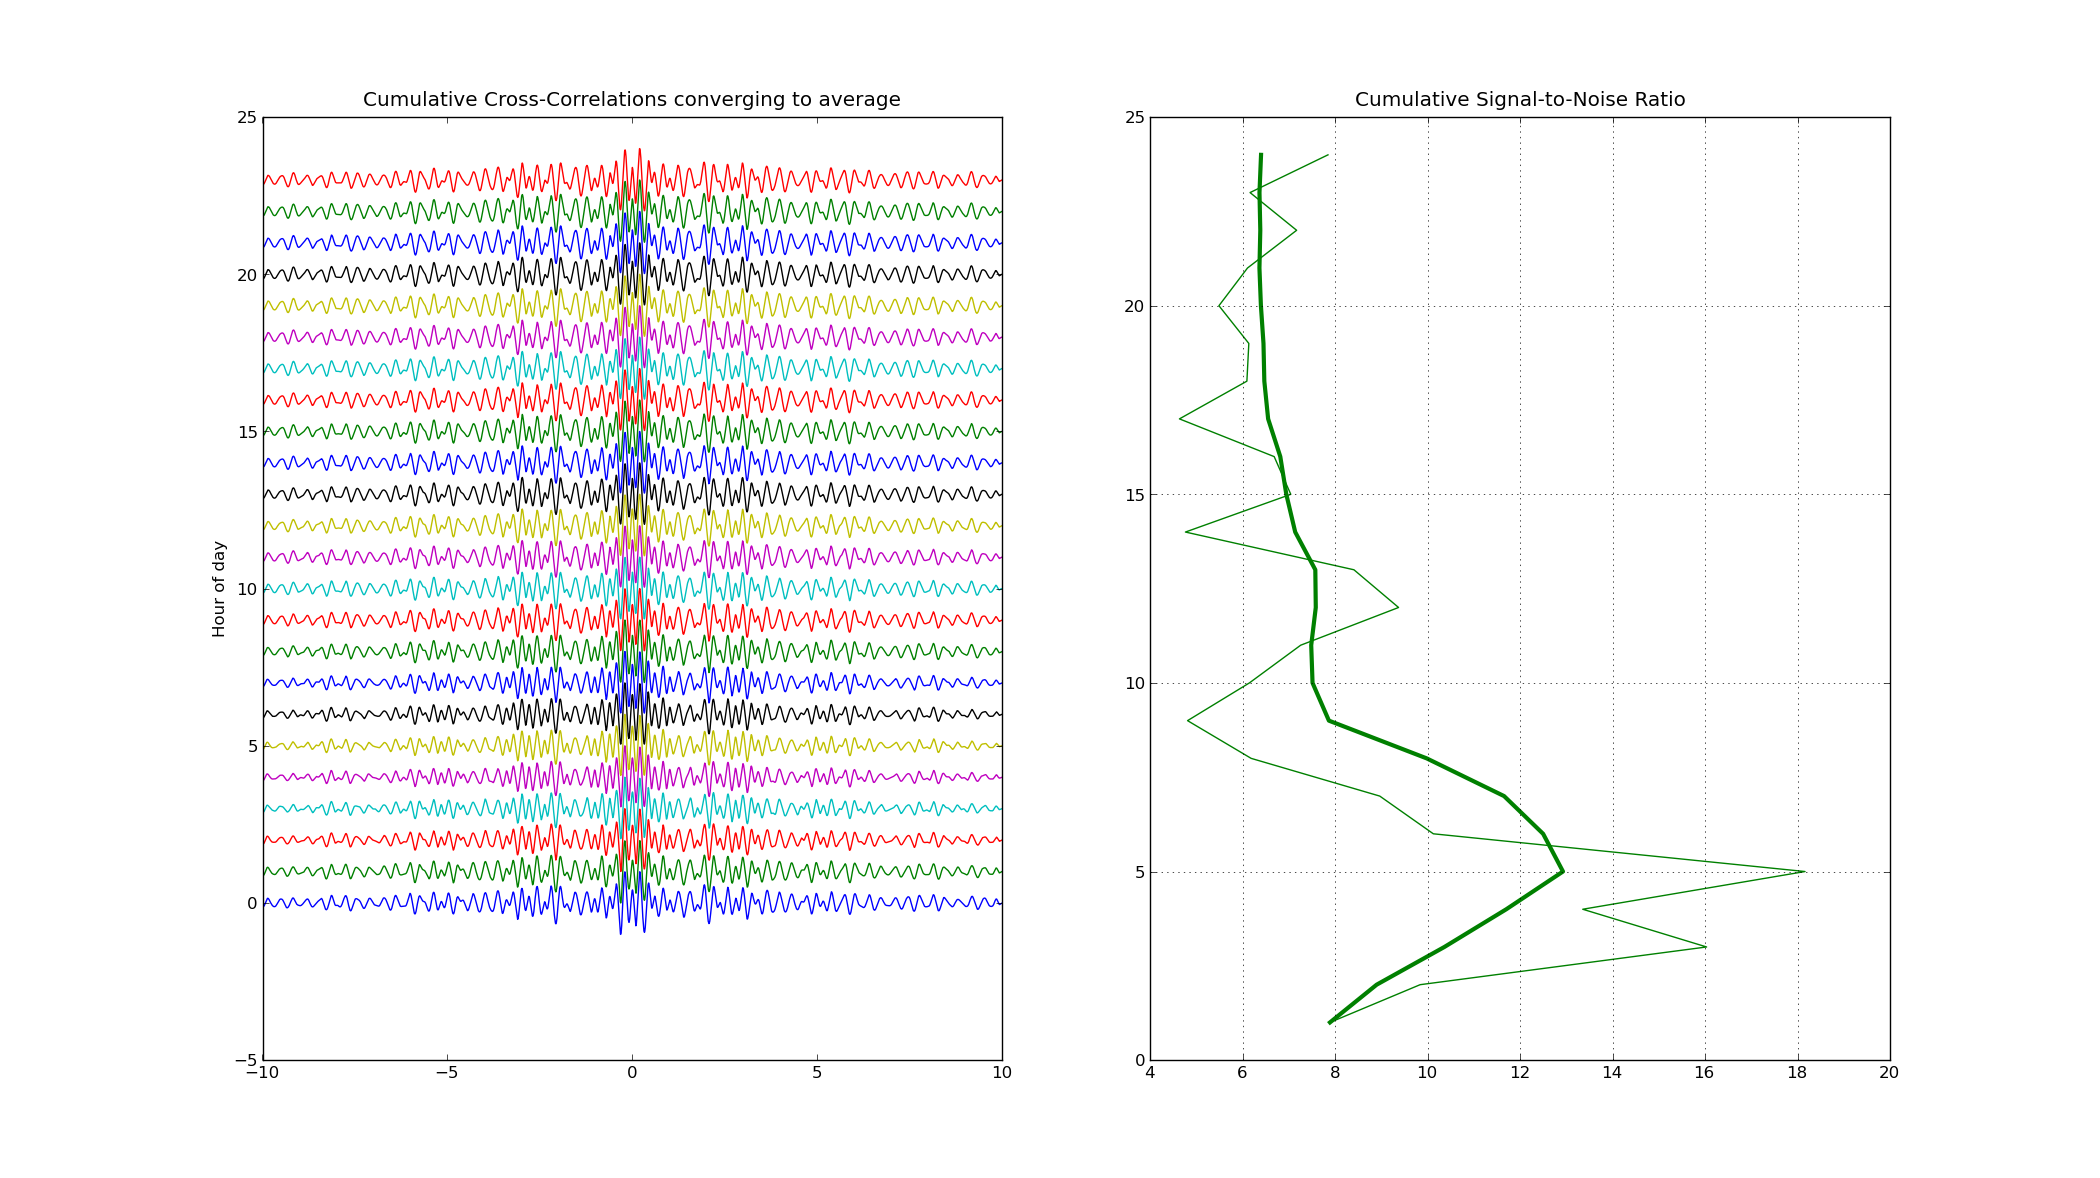 Cumulative Cross-Correlations converging to average
25
20
15
10
5
0
−5
Hour of day
−10 −5 0 5 10
Cumulative Signal-to-Noise Ratio
25
20
15
10
5
0
4 6 8 10 12 14 16 18 20